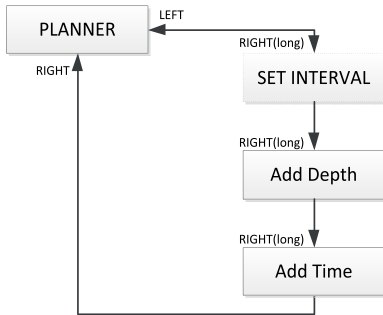 PLANNER
LEFT
RIGHT(long)
RIGHT
SET INTERVAL
RIGHT(long)
Add Depth
RIGHT(long)
Add Time